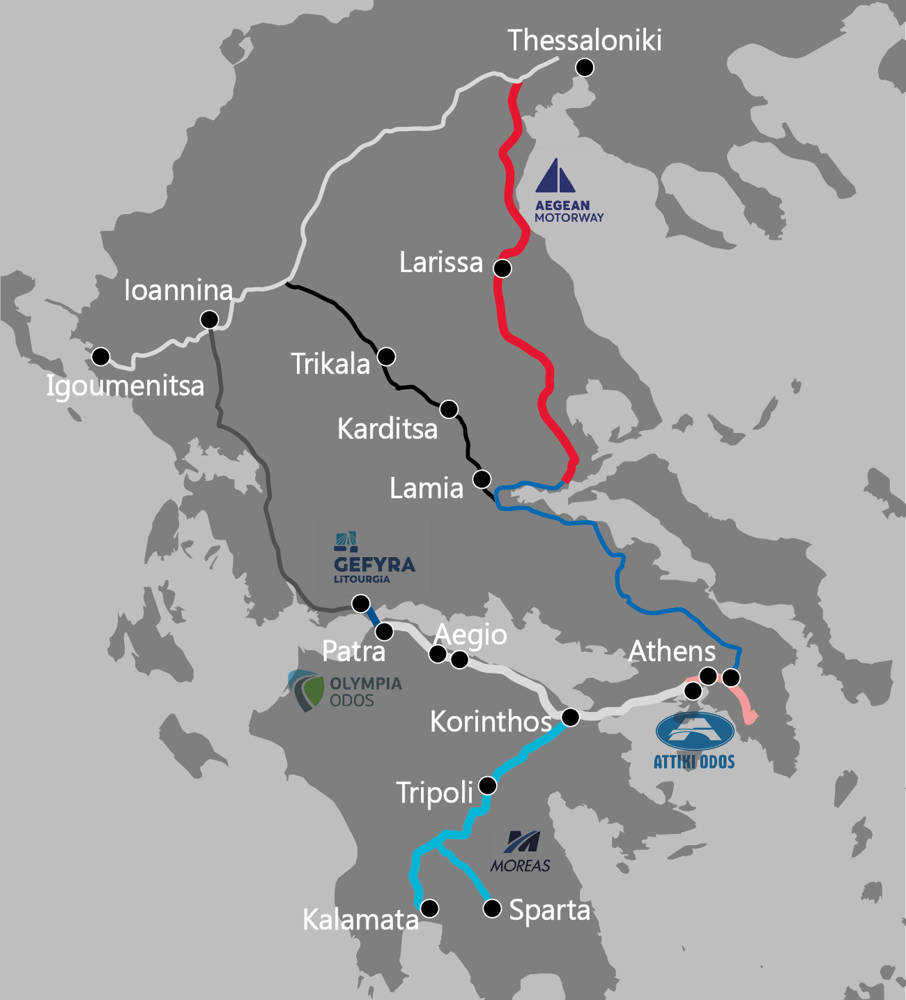 Thessaloniki
AEGEAN
MOTORWAY
Larissa
Ioannina
Trikala
Igoumenitsa
Karditsa
Lamia
GEFYRA
LiTOURGiA
Aegio
Patra
Athens
OLYMPIA
ODOS
Korinthos
ATTIKI ODOS
Tripoli
MOREAS
Sparta
Kalamata